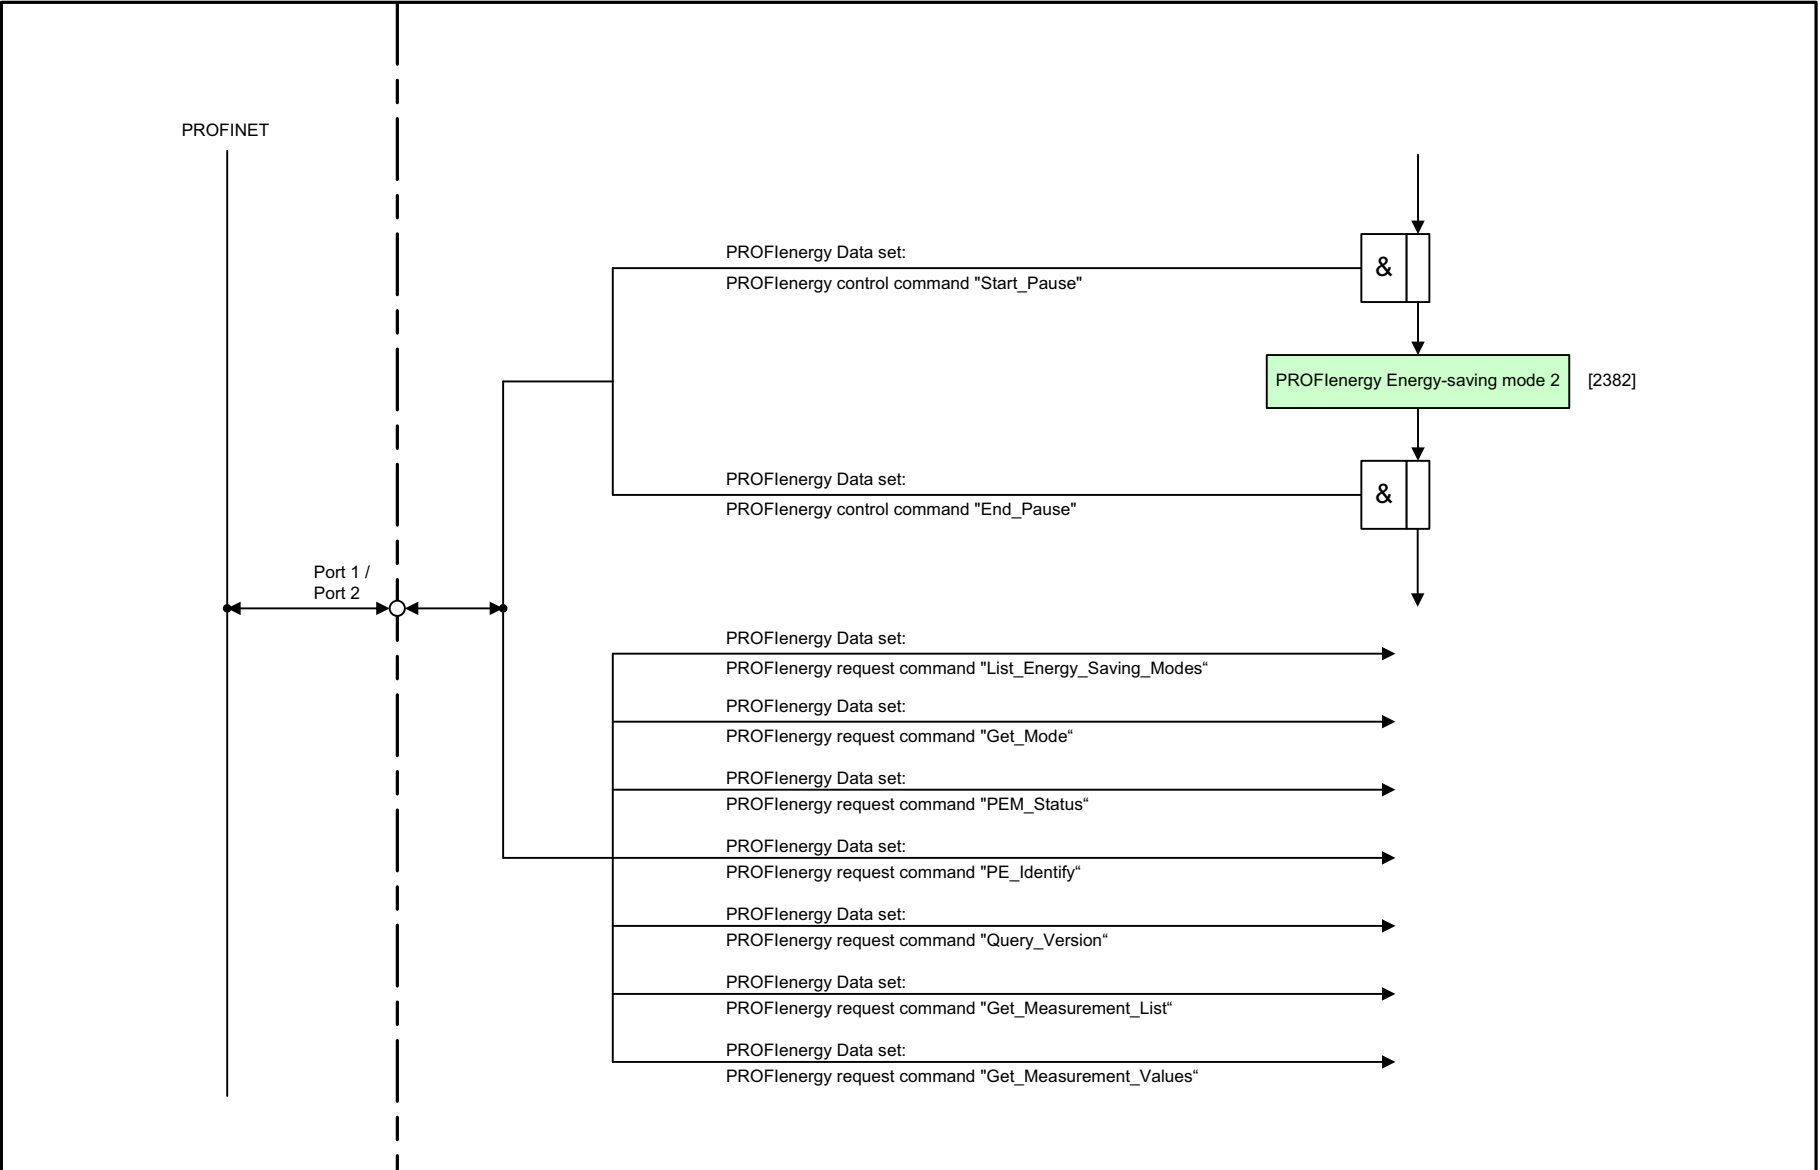 PROFINET
PROFIenergy Data set:
PROFIenergy control command "Start_Pause"
&
PROFIenergy Energy-saving mode 2
[2382]
PROFIenergy Data set:
PROFIenergy control command "End_Pause"
&
Port 1 /
Port 2
PROFIenergy Data set:
PROFIenergy request command "List_Energy_Saving_Modes“
PROFIenergy Data set:
PROFIenergy request command "Get_Mode“
PROFIenergy Data set:
PROFIenergy request command "PEM_Status“
PROFIenergy Data set:
PROFIenergy request command "PE_Identify“
PROFIenergy Data set:
PROFIenergy request command "Query_Version“
PROFIenergy Data set:
PROFIenergy request command "Get_Measurement_List“
PROFIenergy Data set:
PROFIenergy request command "Get_Measurement_Values“